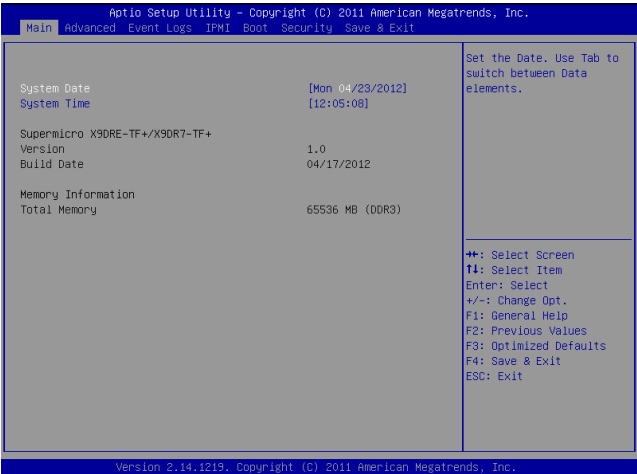 Aptio Setup Utility – Copyright (C) 2011 American Megatrends, Inc.
Main Advanced Event Logs IPMI Boot Security Save & Exit
Set the Date. Use Tab to
switch between Data
elements.
System Date [Mon 04/23/2012]
System Time [12:05:08]
Supermicro X9DRE-TF+/X9DR7-TF+
Version 1.0
Build Date 04/17/2012
Memory Information
Total Memory 65536 MB (DDR3)
→←: Select Screen
↑↓: Select Item
Enter: Select
+/-: Change Opt.
F1: General Help
F2: Previous Values
F3: Optimized Defaults
F4: Save & Exit
ESC: Exit
Version 2.14.1219. Copyright (C) 2011 American Megatrends, Inc.